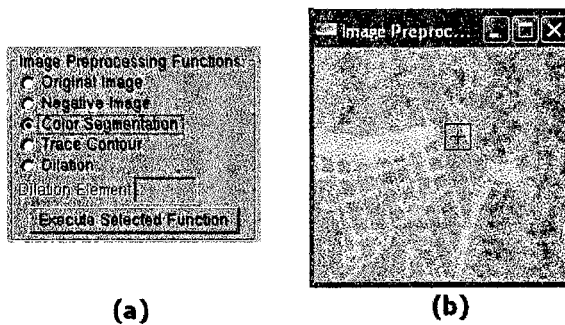 Image Preprocessing Functions:
Original Image
Negative Image
Color Segmentation
Trace Contour
Dilation
Dilation Element
Execute Selected Function
(a)
Image Preproc...
(b)